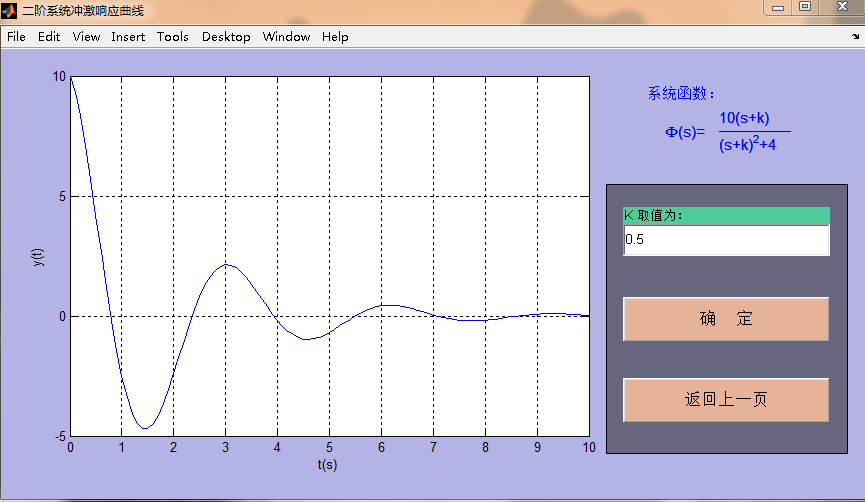 二阶系统冲激响应曲线
File Edit View Insert Tools Desktop Window Help
系统函数：
Φ(s)= 10(s+k)
(s+k)²+4
K 取值为：
0.5
确 定
返回上一页
10
5
0
-5
y(t)
0 1 2 3 4 5 6 7 8 9 10
t(s)